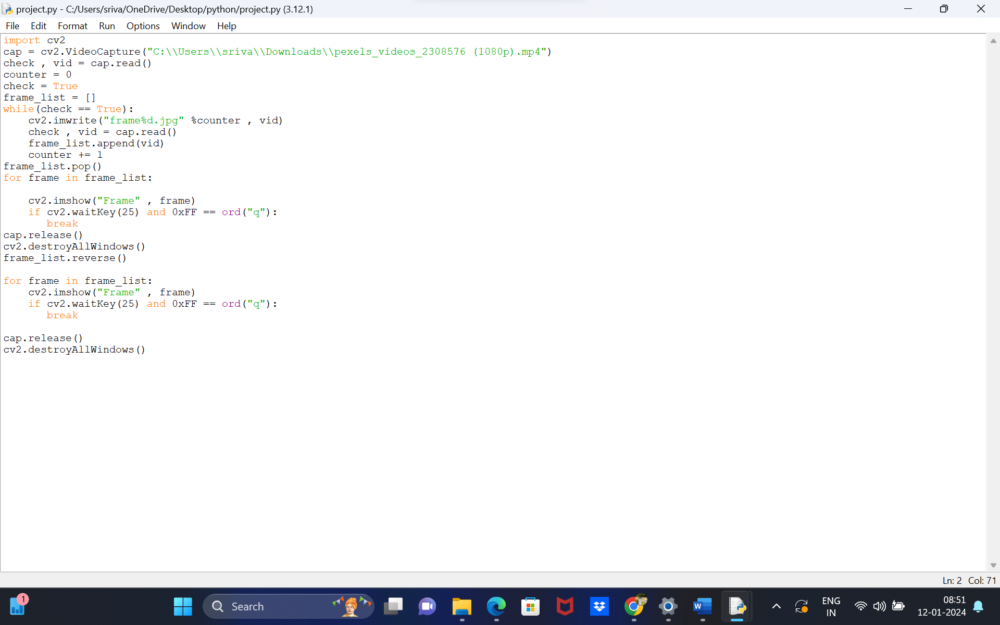 project.py - C:/Users/sriva/OneDrive/Desktop/python/project.py (3.12.1)
File Edit Format Run Options Window Help
import cv2
cap = cv2.VideoCapture("C:\\Users\\sriva\\Downloads\\pexels_videos_2308576 (1080p).mp4")
check , vid = cap.read()
counter = 0
check = True
frame_list = []
while(check == True):
    cv2.imwrite("frame%d.jpg" %counter , vid)
    check , vid = cap.read()
    frame_list.append(vid)
    counter += 1
frame_list.pop()
for frame in frame_list:
    cv2.imshow("Frame" , frame)
    if cv2.waitKey(25) and 0xFF == ord("q"):
       break
cap.release()
cv2.destroyAllWindows()
frame_list.reverse()
for frame in frame_list:
    cv2.imshow("Frame" , frame)
    if cv2.waitKey(25) and 0xFF == ord("q"):
       break
cap.release()
cv2.destroyAllWindows()
Ln: 2 Col: 71
1
Search
W
ENG
IN
08:51
12-01-2024